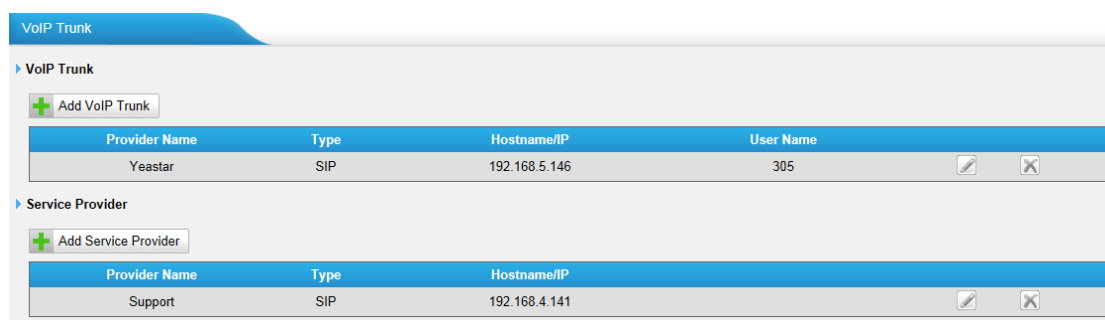 VoIP Trunk
VoIP Trunk
Add VoIP Trunk
Provider Name Type Hostname/IP User Name
Yeastar SIP 192.168.5.146 305
Service Provider
Add Service Provider
Provider Name Type Hostname/IP
Support SIP 192.168.4.141